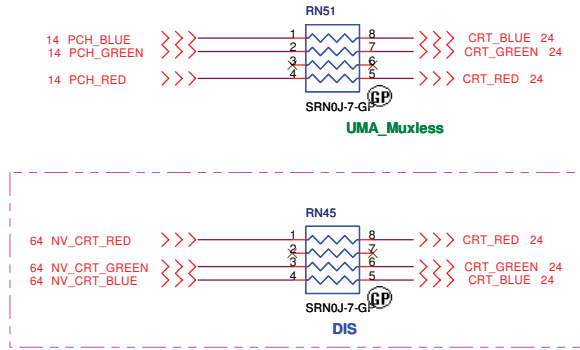 RN51
14 PCH_BLUE 1 8 CRT_BLUE 24
14 PCH_GREEN 2 7 CRT_GREEN 24
3 6
14 PCH_RED 4 5 CRT_RED 24
SRN0J-7-GP
GP
UMA_Muxless
RN45
64 NV_CRT_RED 1 8 CRT_RED 24
2 7
64 NV_CRT_GREEN 3 6 CRT_GREEN 24
64 NV_CRT_BLUE 4 5 CRT_BLUE 24
SRN0J-7-GP
GP
DIS